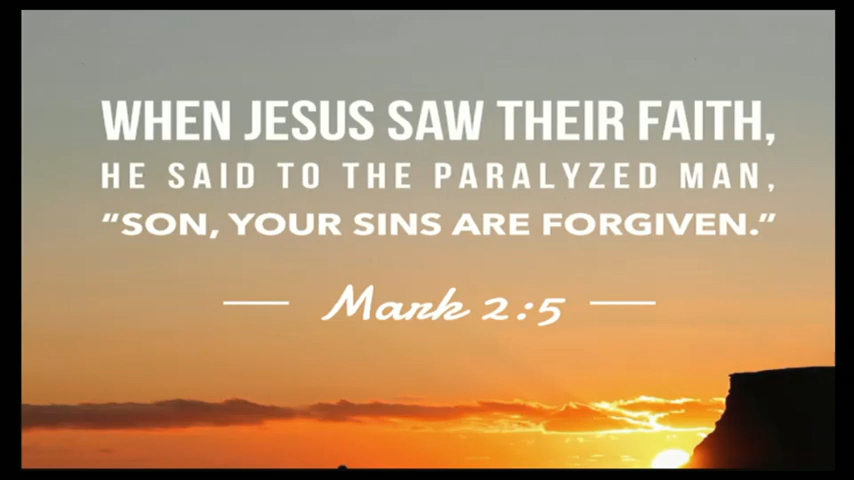 WHEN JESUS SAW THEIR FAITH,
HE SAID TO THE PARALYZED MAN,
“SON, YOUR SINS ARE FORGIVEN.”
Mark 2:5